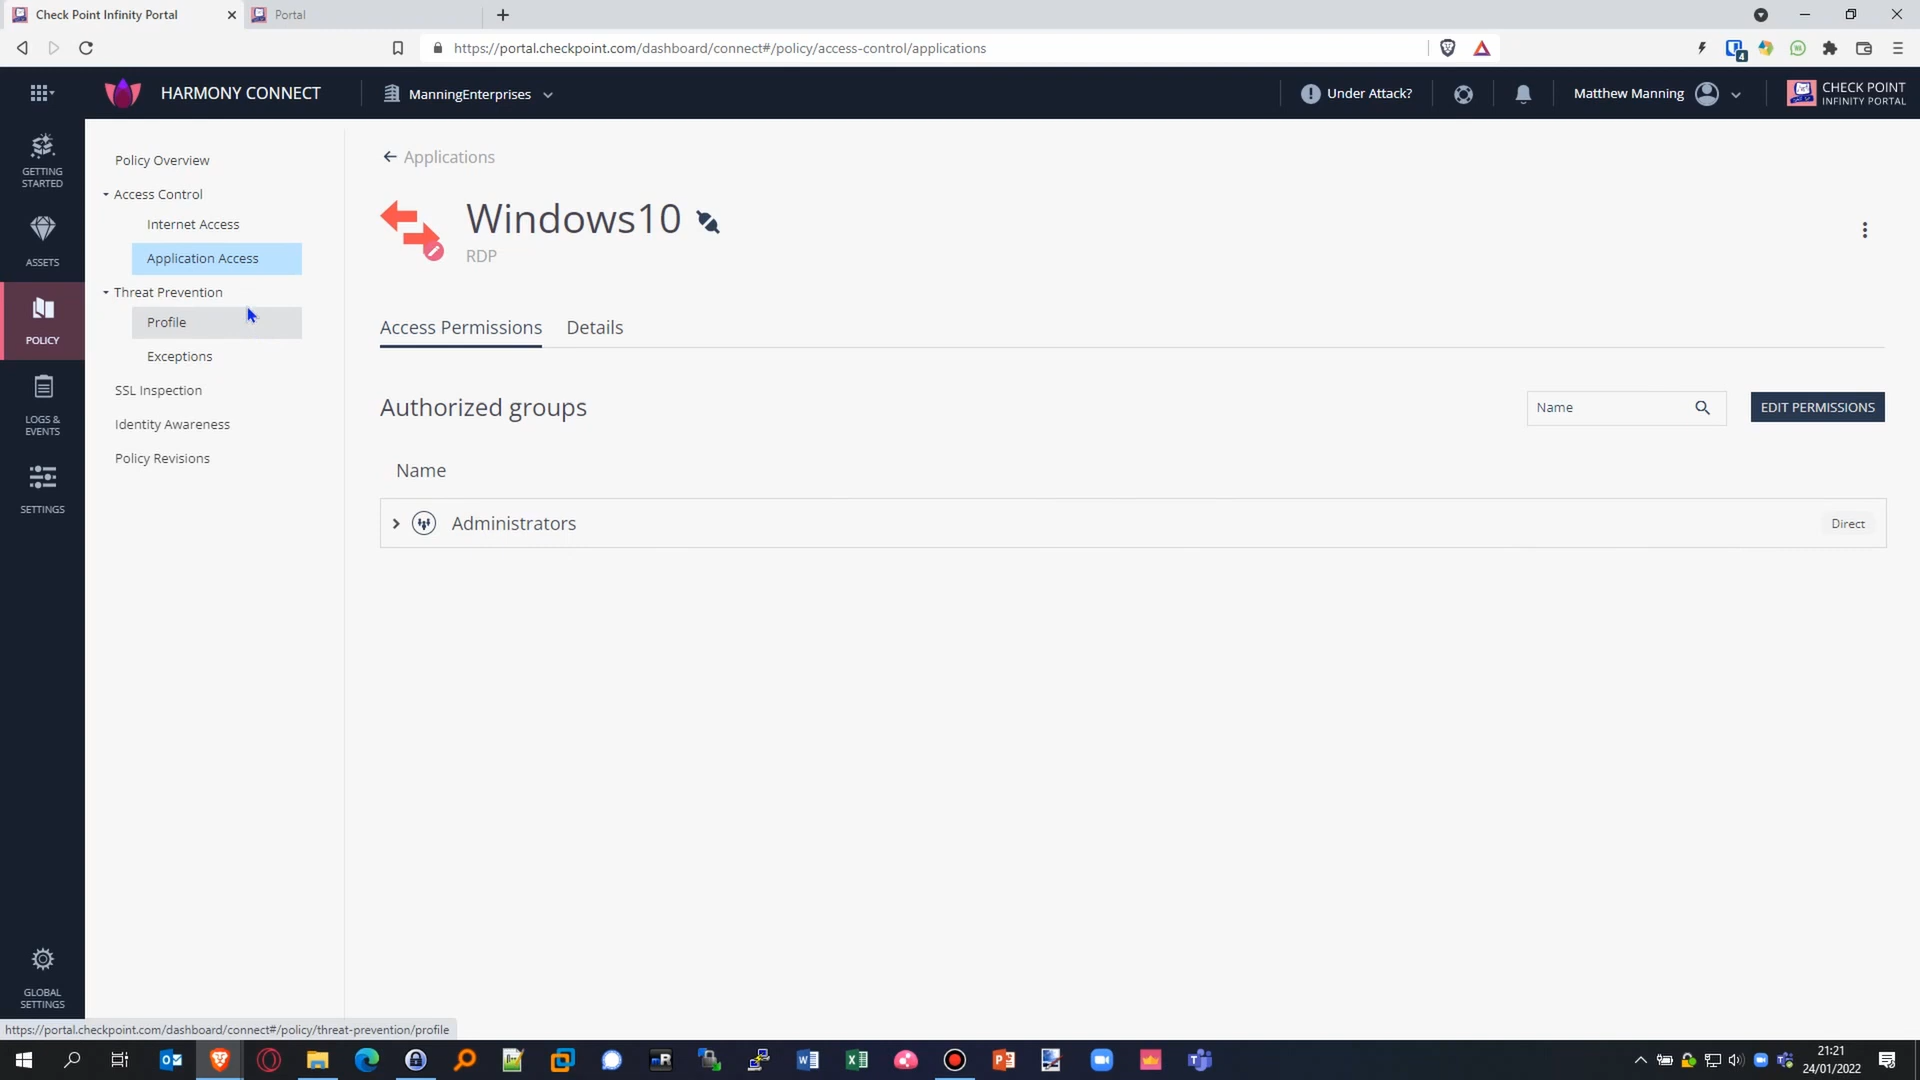 Check Point Infinity Portal
Portal
https://portal.checkpoint.com/dashboard/connect#/policy/access-control/applications
4
HARMONY CONNECT
ManningEnterprises
Under Attack?
Matthew Manning
CHECK POINT
INFINITY PORTAL
GETTING
STARTED
ASSETS
POLICY
LOGS &
EVENTS
SETTINGS
GLOBAL
SETTINGS
Policy Overview
Access Control
Internet Access
Application Access
Threat Prevention
Profile
Exceptions
SSL Inspection
Identity Awareness
Policy Revisions
Applications
Windows10
RDP
Access Permissions
Details
Authorized groups
Name
EDIT PERMISSIONS
Name
Administrators
Direct
https://portal.checkpoint.com/dashboard/connect#/policy/threat-prevention/profile
21:21
24/01/2022